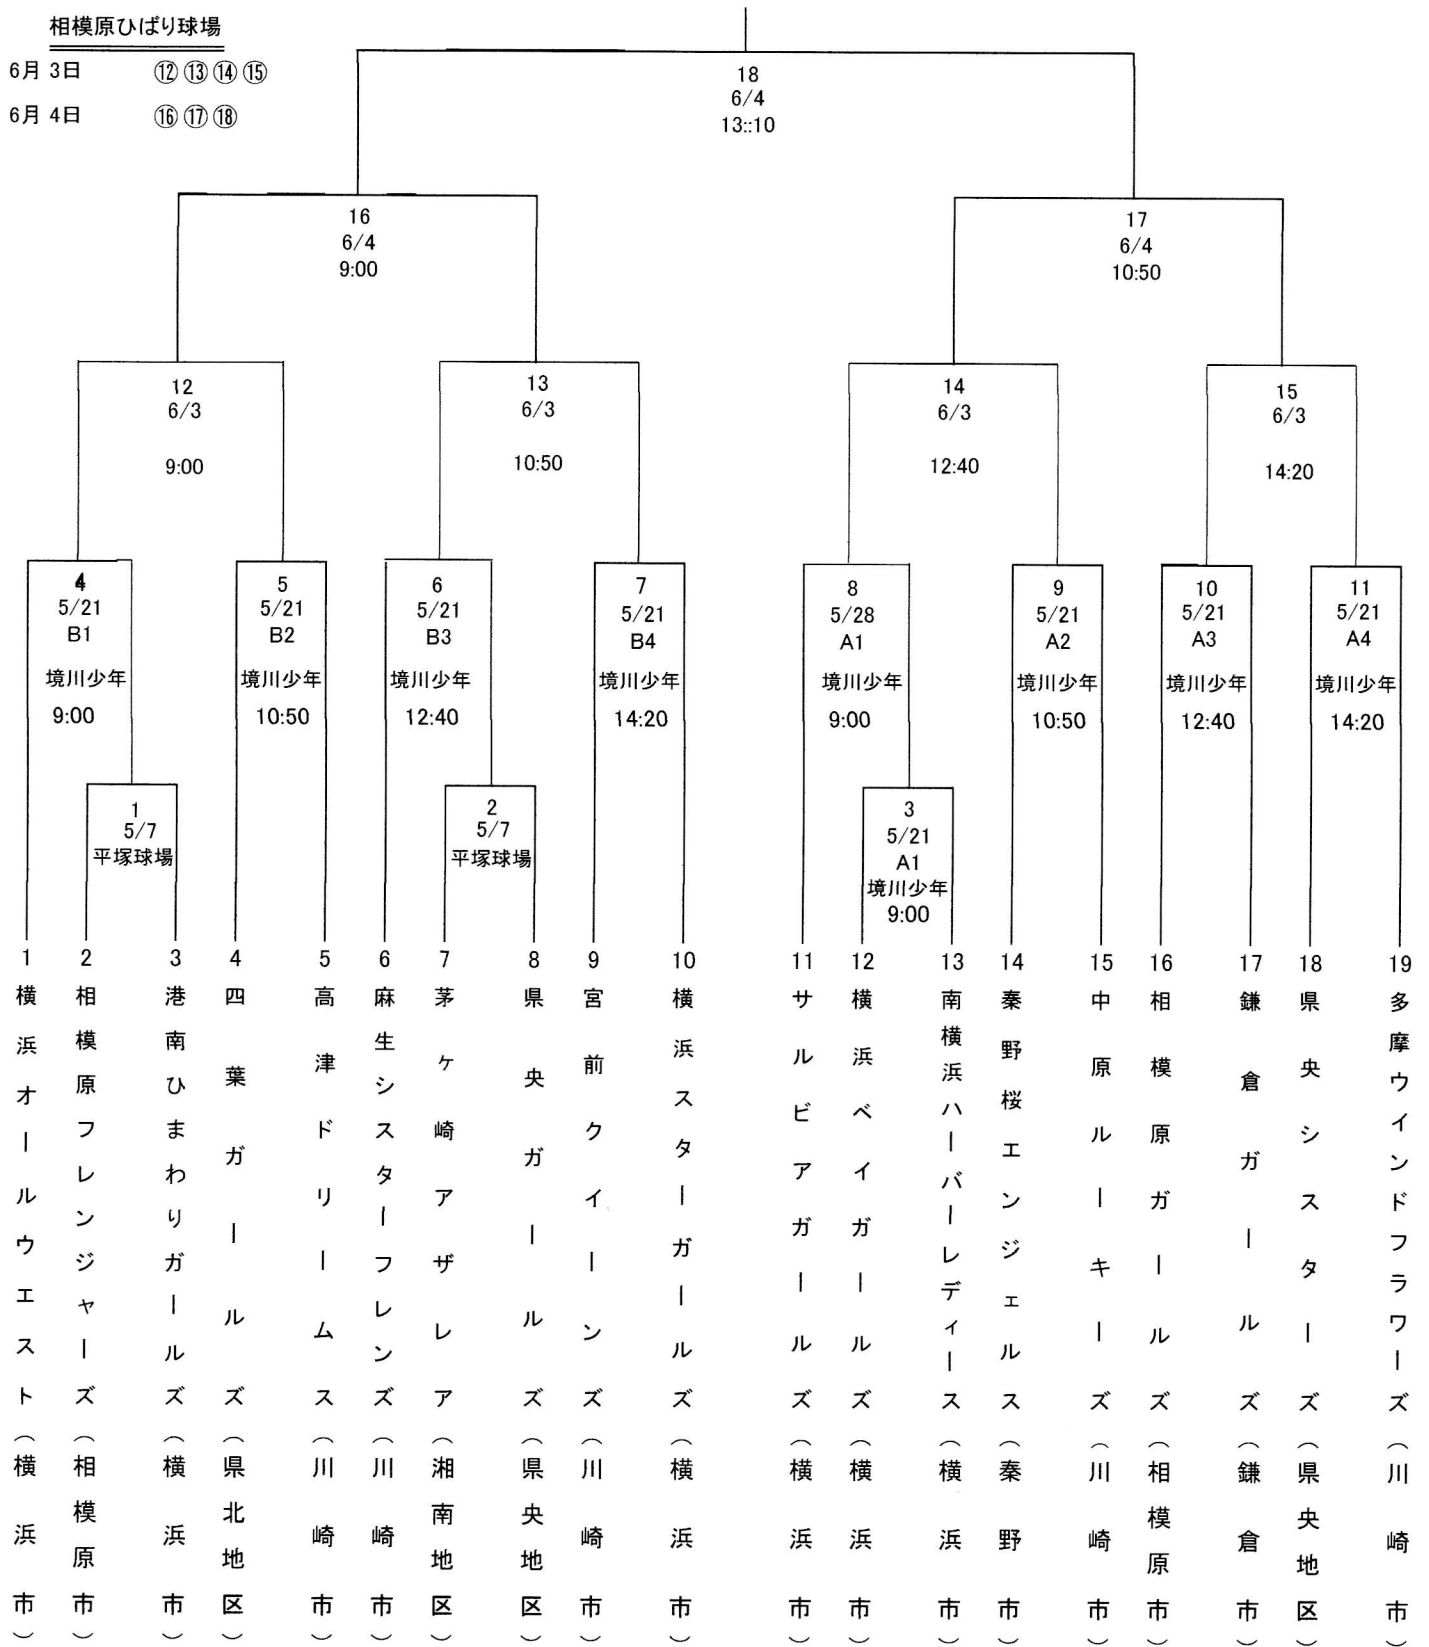 相模原ひばり球場
6月 3日 ⑫⑬⑭⑮
6月 4日 ⑯⑰⑱
18
6/4
13::10
16
6/4
9:00
17
6/4
10:50
12
6/3
9:00
13
6/3
10:50
14
6/3
12:40
15
6/3
14:20
4
5/21
B1
境川少年
9:00
5
5/21
B2
境川少年
10:50
6
5/21
B3
境川少年
12:40
7
5/21
B4
境川少年
14:20
8
5/28
A1
境川少年
9:00
9
5/21
A2
境川少年
10:50
10
5/21
A3
境川少年
12:40
11
5/21
A4
境川少年
14:20
1
5/7
平塚球場
2
5/7
平塚球場
3
5/21
A1
境川少年
9:00
1 横浜オールウエスト（横浜市）
2 相模原フレンジャーズ（相模原市）
3 港南ひまわりガールズ（横浜市）
4 四葉ガールズ（県北地区）
5 高津ドリームス（川崎市）
6 麻生シスターフレンズ（川崎市）
7 茅ヶ崎アザレア（湘南地区）
8 県央ガールズ（県央地区）
9 宮前クイーンズ（川崎市）
10 横浜スターガールズ（横浜市）
11 サルビアガールズ（横浜市）
12 横浜ベイガールズ（横浜市）
13 南横浜ハーバーレディース（横浜市）
14 秦野桜エンジェルス（秦野市）
15 中原ルーキーズ（川崎市）
16 相模原ガールズ（相模原市）
17 鎌倉ガールズ（鎌倉市）
18 県央シスターズ（県央地区）
19 多摩ウインドフラワーズ（川崎市）